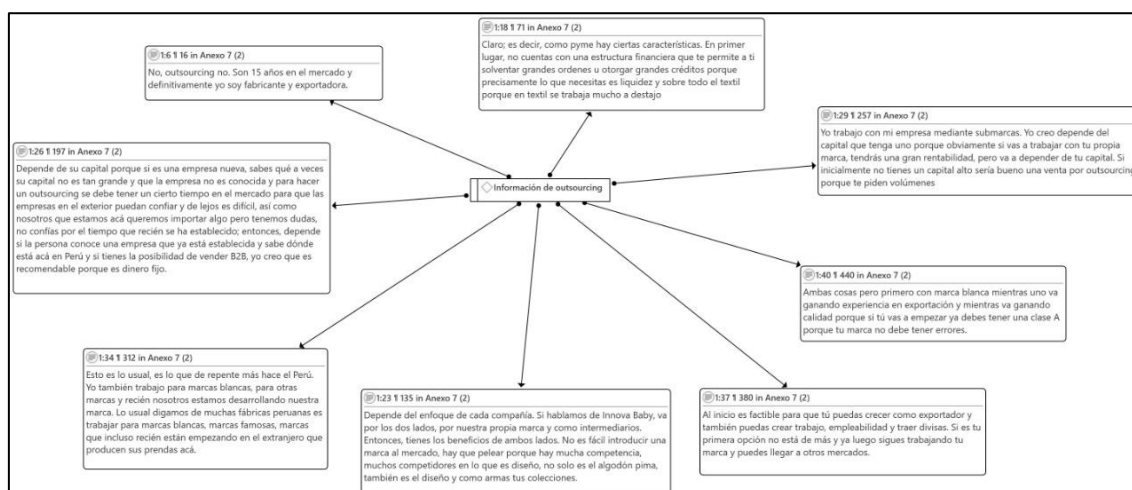 1:18 ¶ 71 in Anexo 7 (2)
Claro; es decir, como pyme hay ciertas características. En primer
lugar, no cuentas con una estructura financiera que te permite a ti
solventar grandes ordenes u otorgar grandes créditos porque
precisamente lo que necesitas es liquidez y sobre todo el textil
porque en textil se trabaja mucho a destajo
1:6 ¶ 16 in Anexo 7 (2)
No, outsourcing no. Son 15 años en el mercado y
definitivamente yo soy fabricante y exportadora.
1:29 ¶ 257 in Anexo 7 (2)
Yo trabajo con mi empresa mediante submarcas. Yo creo depende del
capital que tenga uno porque obviamente si vas a trabajar con tu propia
marca, tendrás una gran rentabilidad, pero va a depender de tu capital. Si
inicialmente no tienes un capital alto sería bueno una venta por outsourcing
porque te piden volúmenes
1:26 ¶ 197 in Anexo 7 (2)
Depende de su capital porque si es una empresa nueva, sabes qué a veces
su capital no es tan grande y que la empresa no es conocida y para hacer
un outsourcing se debe tener un cierto tiempo en el mercado para que las
empresas en el exterior puedan confiar y de lejos es difícil, así como
nosotros que estamos acá queremos importar algo pero tenemos dudas,
no confías por el tiempo que recién se ha establecido; entonces, depende
si la persona conoce una empresa que ya está establecida y sabe dónde
está acá en Perú y si tienes la posibilidad de vender B2B, yo creo que es
recomendable porque es dinero fijo.
Información de outsourcing
1:40 ¶ 440 in Anexo 7 (2)
Ambas cosas pero primero con marca blanca mientras uno va
ganando experiencia en exportación y mientras va ganando
calidad porque si tú vas a empezar ya debes tener una clase A
porque tu marca no debe tener errores.
1:34 ¶ 312 in Anexo 7 (2)
Esto es lo usual, es lo que de repente más hace el Perú.
Yo también trabajo para marcas blancas, para otras
marcas y recién nosotros estamos desarrollando nuestra
marca. Lo usual digamos de muchas fábricas peruanas es
trabajar para marcas blancas, marcas famosas, marcas
que incluso recién están empezando en el extranjero que
producen sus prendas acá.
1:23 ¶ 135 in Anexo 7 (2)
Depende del enfoque de cada compañía. Si hablamos de Innova Baby, va
por los dos lados, por nuestra propia marca y como intermediarios.
Entonces, tienes los beneficios de ambos lados. No es fácil introducir una
marca al mercado, hay que pelear porque hay mucha competencia,
muchos competidores en lo que es diseño, no solo es el algodón pima,
también es el diseño y como armas tus colecciones.
1:37 ¶ 380 in Anexo 7 (2)
Al inicio es factible para que tú puedas crecer como exportador y
también puedas crear trabajo, empleabilidad y traer divisas. Si es tu
primera opción no está de más y ya luego sigues trabajando tu
marca y puedes llegar a otros mercados.